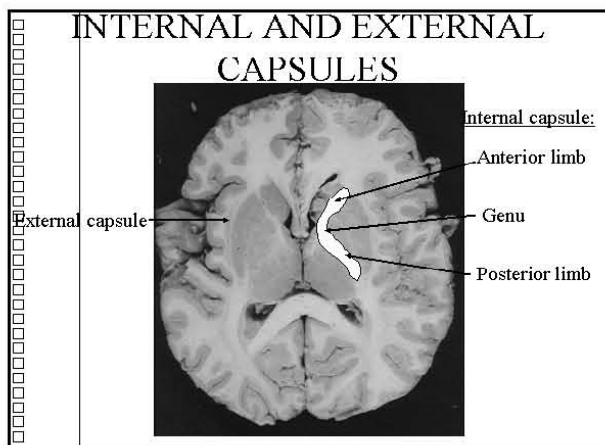 INTERNAL AND EXTERNAL
CAPSULES
Internal capsule:
Anterior limb
External capsule
Genu
Posterior limb